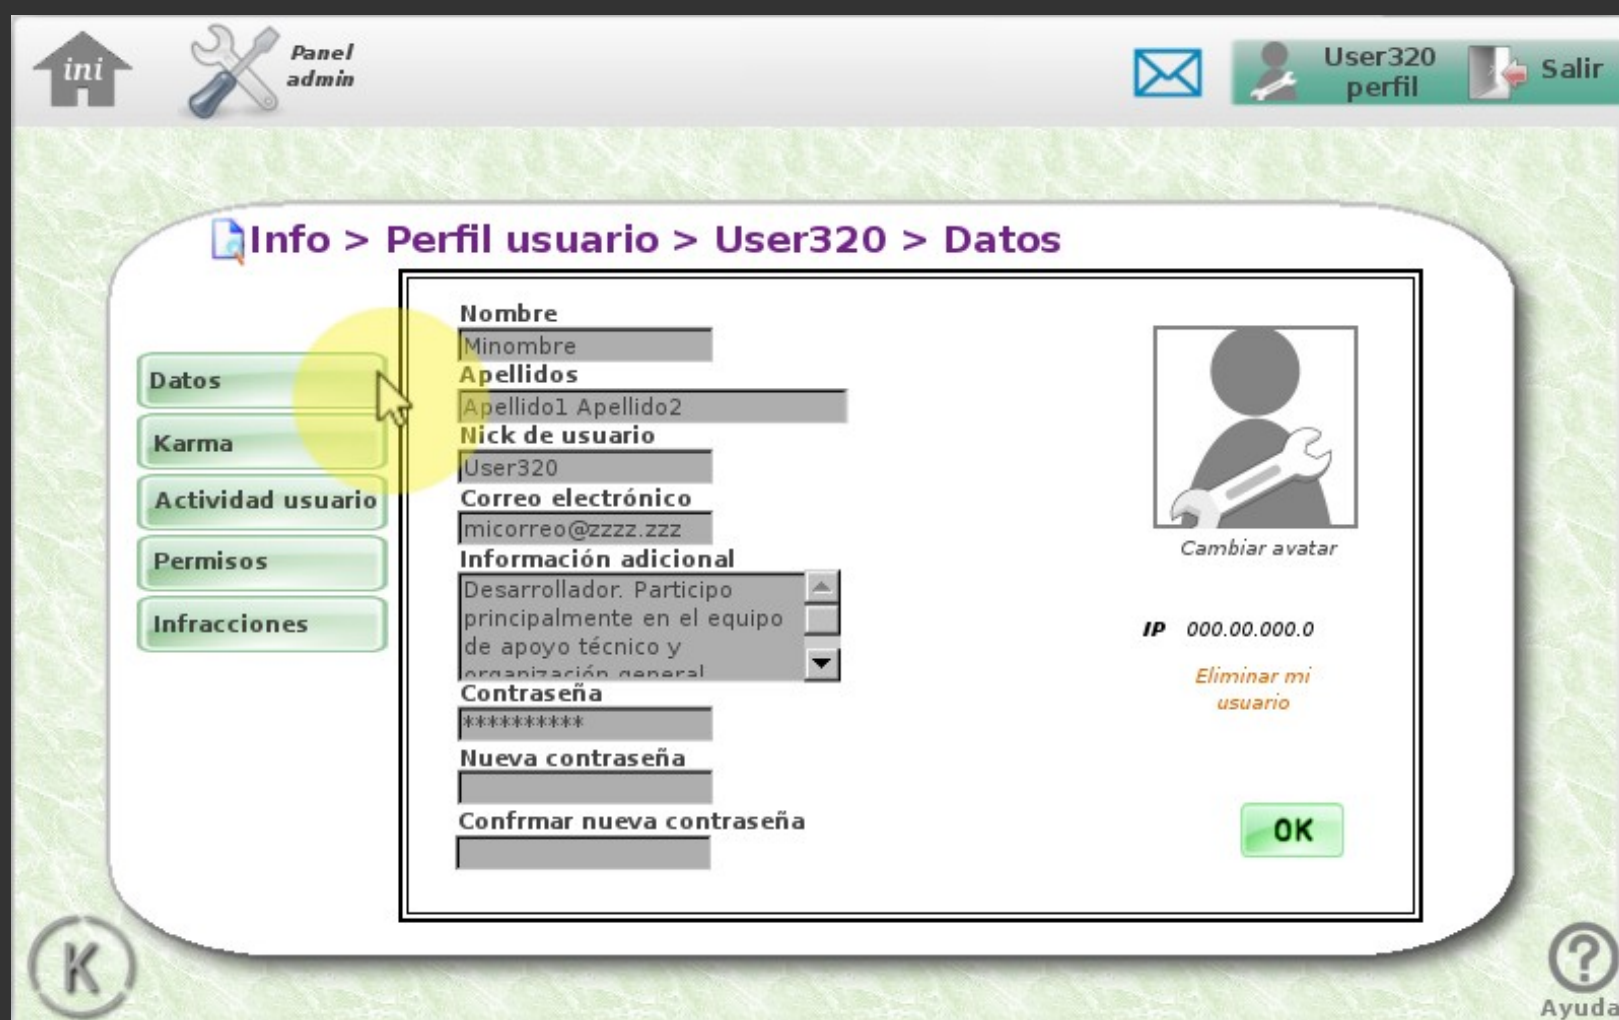 ini
Panel
admin
User320
perfil
Salir
Info > Perfil usuario > User320 > Datos
Datos
Karma
Actividad usuario
Permisos
Infracciones
Nombre
Minombre
Apellidos
Apellido1 Apellido2
Nick de usuario
User320
Correo electrónico
micorreo@zzzz.zzz
Información adicional
Desarrollador. Participo
principalmente en el equipo
de apoyo técnico y
organización general
Contraseña
**********
Nueva contraseña
Confrmar nueva contraseña
Cambiar avatar
IP 000.00.000.0
Eliminar mi
usuario
OK
K
?
Ayuda